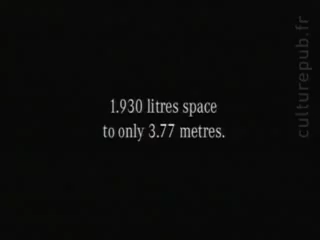 1.930 litres space
to only 3.77 metres.
culturepub.fr